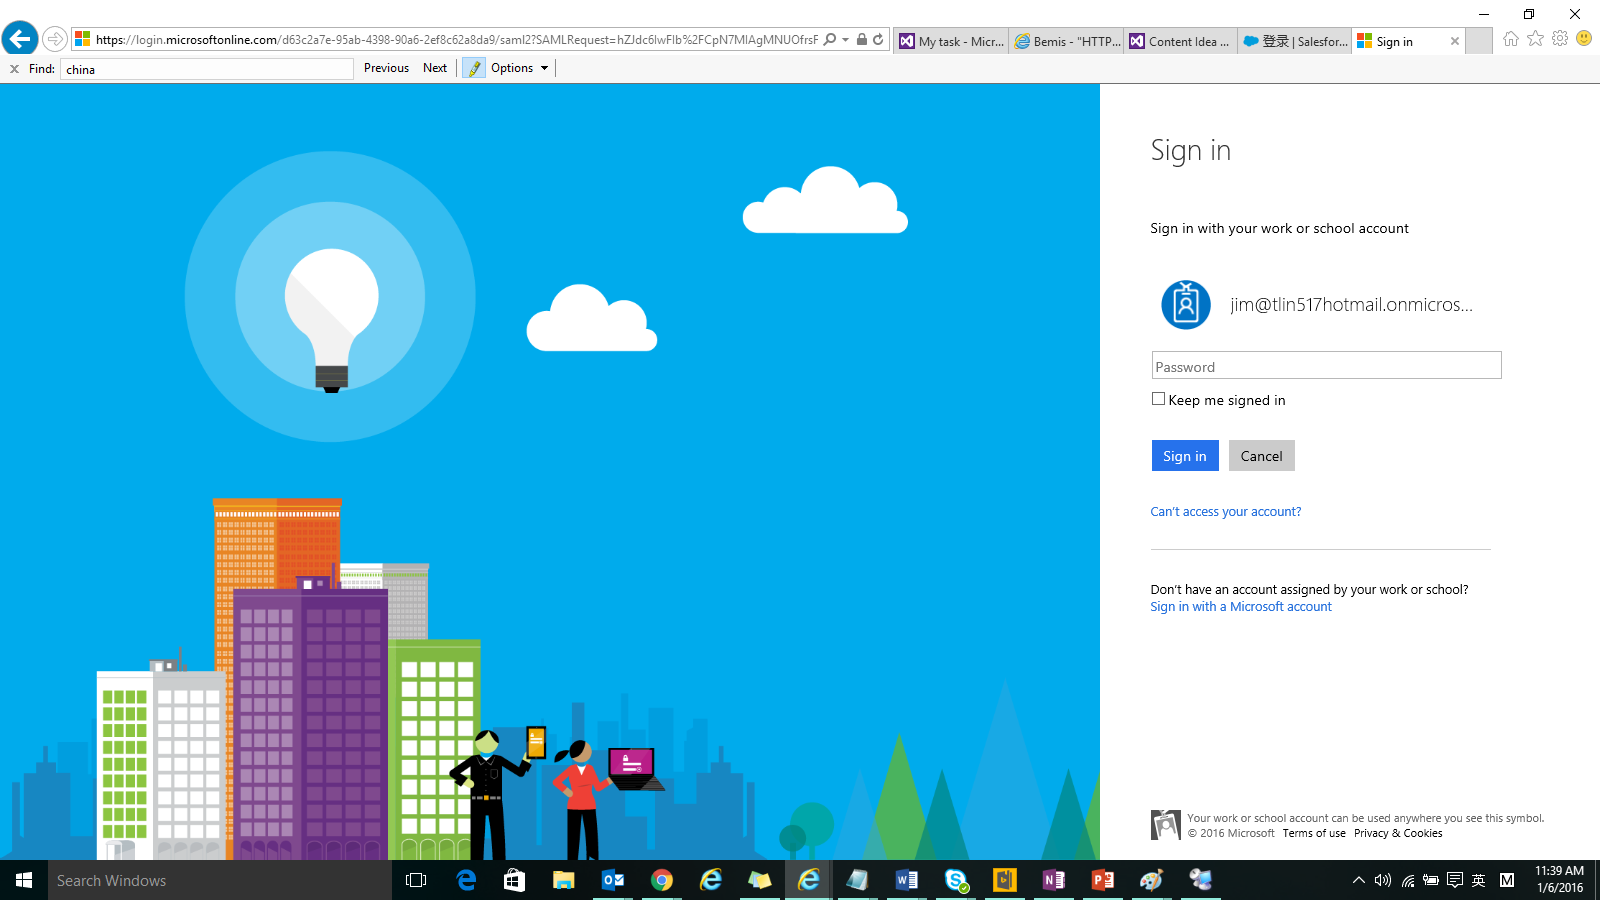 https://login.microsoftonline.com/d63c2a7e-95ab-4398-90a6-2ef8c62a8da9/saml2?SAMLRequest=hZJdc6IwFIb%2FCpN7MIAgMNUOfrsF
My task - Micr...
Bemis - "HTTP...
Content Idea ...
登录 | Salesfor...
Sign in
Find:
china
Previous
Next
Options
Sign in
Sign in with your work or school account
jim@tlin517hotmail.onmicros...
Password
Keep me signed in
Sign in
Cancel
Can't access your account?
Don't have an account assigned by your work or school?
Sign in with a Microsoft account
Your work or school account can be used anywhere you see this symbol.
© 2016 Microsoft Terms of use Privacy & Cookies
Search Windows
英
M
11:39 AM
1/6/2016